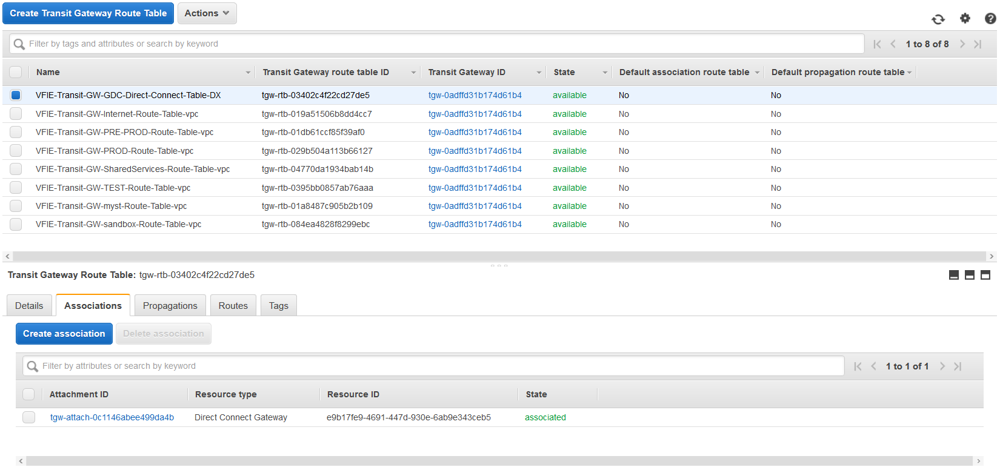 Create Transit Gateway Route Table Actions
Filter by tags and attributes or search by keyword 1 to 8 of 8
Name Transit Gateway route table ID Transit Gateway ID State Default association route table Default propagation route table
VFIE-Transit-GW-GDC-Direct-Connect-Table-DX tgw-rtb-03402c4f22cd27de5 tgw-0adffd31b174d61b4 available No No
VFIE-Transit-GW-Internet-Route-Table-vpc tgw-rtb-019a51506b8dd4cc7 tgw-0adffd31b174d61b4 available No No
VFIE-Transit-GW-PRE-PROD-Route-Table-vpc tgw-rtb-01db61ccf85f39af0 tgw-0adffd31b174d61b4 available No No
VFIE-Transit-GW-PROD-Route-Table-vpc tgw-rtb-029b504a113b66127 tgw-0adffd31b174d61b4 available No No
VFIE-Transit-GW-SharedServices-Route-Table-vpc tgw-rtb-04770da1934bab14b tgw-0adffd31b174d61b4 available No No
VFIE-Transit-GW-TEST-Route-Table-vpc tgw-rtb-0395bb0857ab76aaa tgw-0adffd31b174d61b4 available No No
VFIE-Transit-GW-myst-Route-Table-vpc tgw-rtb-01a8487c905b2b109 tgw-0adffd31b174d61b4 available No No
VFIE-Transit-GW-sandbox-Route-Table-vpc tgw-rtb-084ea4828f8299ebc tgw-0adffd31b174d61b4 available No No
Transit Gateway Route Table: tgw-rtb-03402c4f22cd27de5
Details Associations Propagations Routes Tags
Create association Delete association
Filter by attributes or search by keyword 1 to 1 of 1
Attachment ID Resource type Resource ID State
tgw-attach-0c1146abee499da4b Direct Connect Gateway e9b17fe9-4691-447d-930e-6ab9e343ceb5 associated